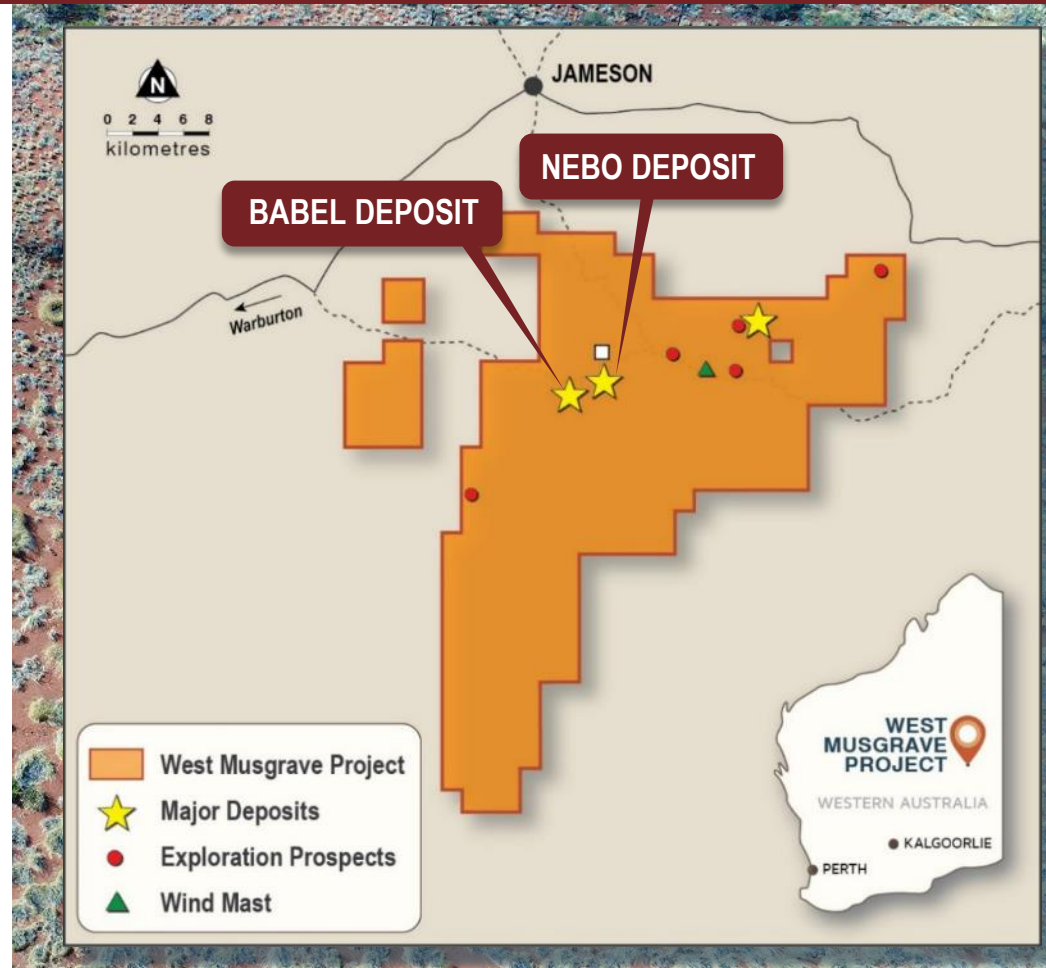 N
0 2 4 6 8
kilometres
JAMESON
NEBO DEPOSIT
BABEL DEPOSIT
Warburton
West Musgrave Project
Major Deposits
Exploration Prospects
Wind Mast
WEST
MUSGRAVE
PROJECT
WESTERN AUSTRALIA
KALGOORLIE
PERTH